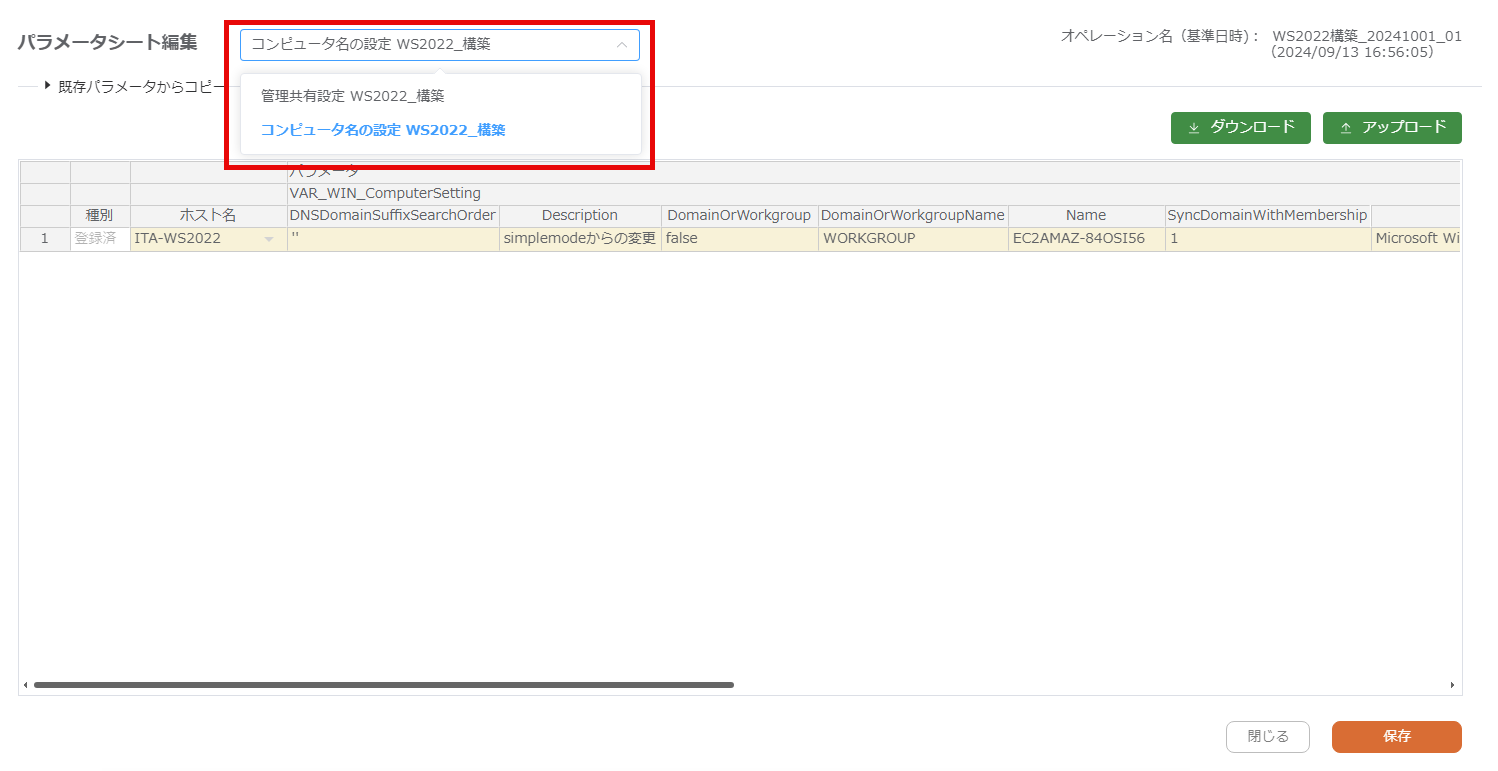 パラメータシート編集
コンピュータ名の設定 WS2022_構築
オペレーション名（基準日時）： WS2022構築_20241001_01
（2024/09/13 16:56:05）
既存パラメータからコピー
管理共有設定 WS2022_構築
コンピュータ名の設定 WS2022_構築
ダウンロード アップロード
パラメータ
VAR_WIN_ComputerSetting
種別 ホスト名 DNSDomainSuffixSearchOrder Description DomainOrWorkgroup DomainOrWorkgroupName Name SyncDomainWithMembership
1 登録済 ITA-WS2022 '' simplemodeからの変更 false WORKGROUP EC2AMAZ-84OSI56 1 Microsoft Wi
閉じる 保存